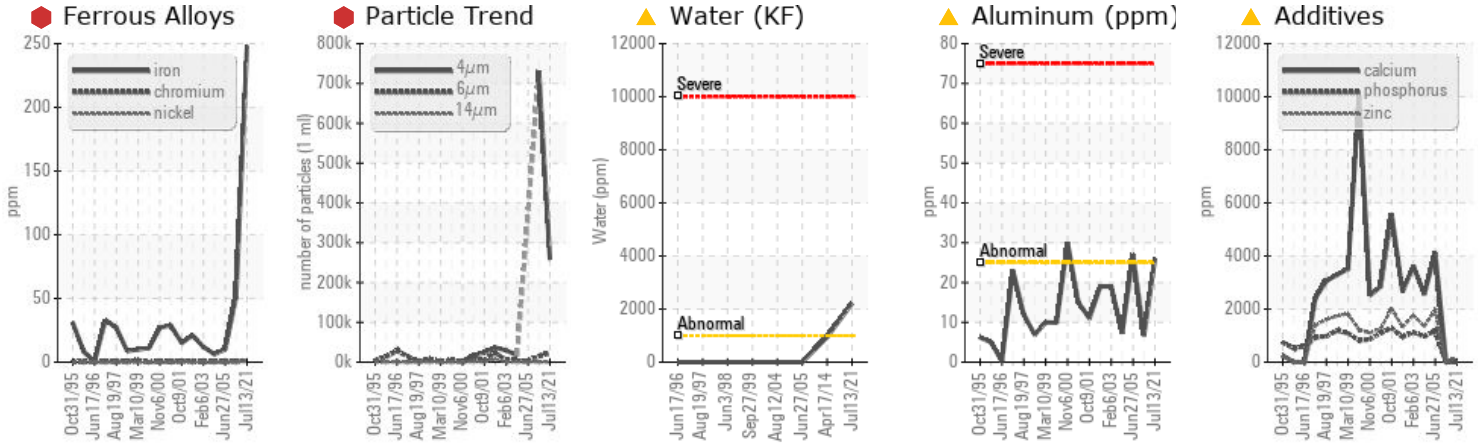 Ferrous Alloys
250
200
150
100
50
0
ppm
iron
chromium
nickel
Oct31/95
Jun17/96
Aug19/97
Mar10/99
Nov6/00
Oct9/01
Feb6/03
Jun27/05
Jul13/21
Particle Trend
800k
700k
600k
500k
400k
300k
200k
100k
0k
number of particles (1 ml)
4µm
6µm
14µm
Oct31/95
Jun17/96
Aug19/97
Mar10/99
Nov6/00
Oct9/01
Feb6/03
Jun27/05
Jul13/21
Water (KF)
12000
10000
8000
6000
4000
2000
0
Water (ppm)
Severe
Abnormal
Jun17/96
Aug19/97
Jun3/98
Sep27/99
Aug12/04
Jun27/05
Apr17/14
Jul13/21
Aluminum (ppm)
80
70
60
50
40
30
20
10
0
ppm
Severe
Abnormal
Oct31/95
Jun17/96
Aug19/97
Mar10/99
Nov6/00
Oct9/01
Feb6/03
Jun27/05
Jul13/21
Additives
12000
10000
8000
6000
4000
2000
0
ppm
calcium
phosphorus
zinc
Oct31/95
Jun17/96
Aug19/97
Mar10/99
Nov6/00
Oct9/01
Feb6/03
Jun27/05
Jul13/21